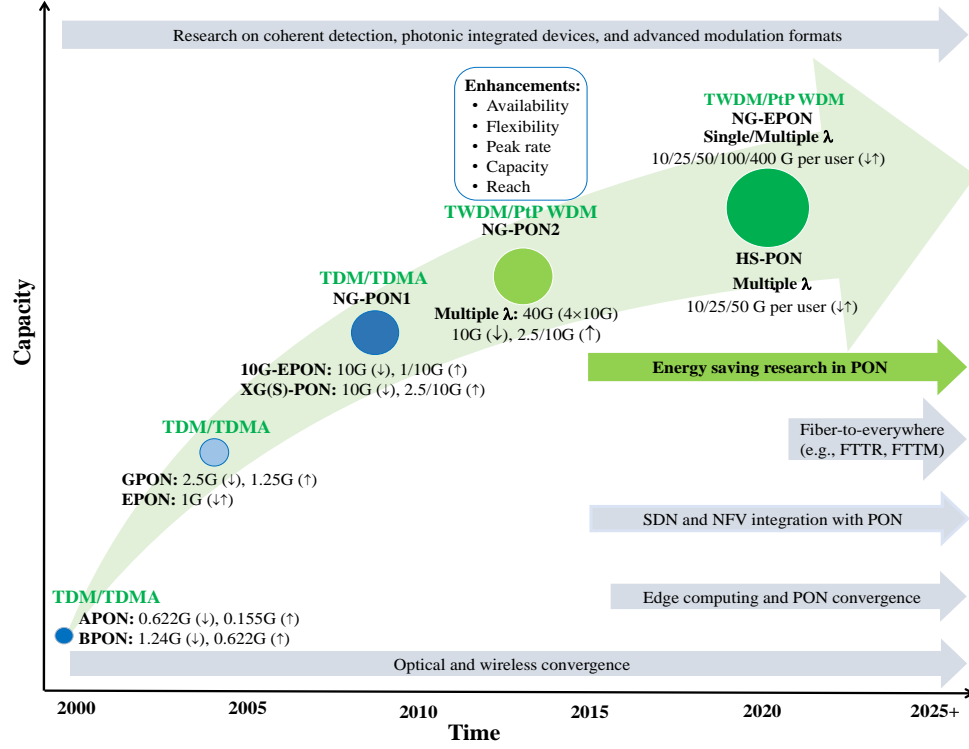 Research on coherent detection, photonic integrated devices, and advanced modulation formats
Enhancements:
• Availability
• Flexibility
• Peak rate
• Capacity
• Reach
TWDM/PtP WDM
NG-EPON
Single/Multiple λ
10/25/50/100/400 G per user (↓↑)
HS-PON
Multiple λ
10/25/50 G per user (↓↑)
TWDM/PtP WDM
NG-PON2
Multiple λ: 40G (4×10G)
10G (↓), 2.5/10G (↑)
TDM/TDMA
NG-PON1
10G-EPON: 10G (↓), 1/10G (↑)
XG(S)-PON: 10G (↓), 2.5/10G (↑)
Energy saving research in PON
TDM/TDMA
GPON: 2.5G (↓), 1.25G (↑)
EPON: 1G (↓↑)
Fiber-to-everywhere
(e.g., FTTR, FTTM)
SDN and NFV integration with PON
Edge computing and PON convergence
TDM/TDMA
APON: 0.622G (↓), 0.155G (↑)
BPON: 1.24G (↓), 0.622G (↑)
Optical and wireless convergence
Capacity
2000
2005
2010
2015
2020
2025+
Time